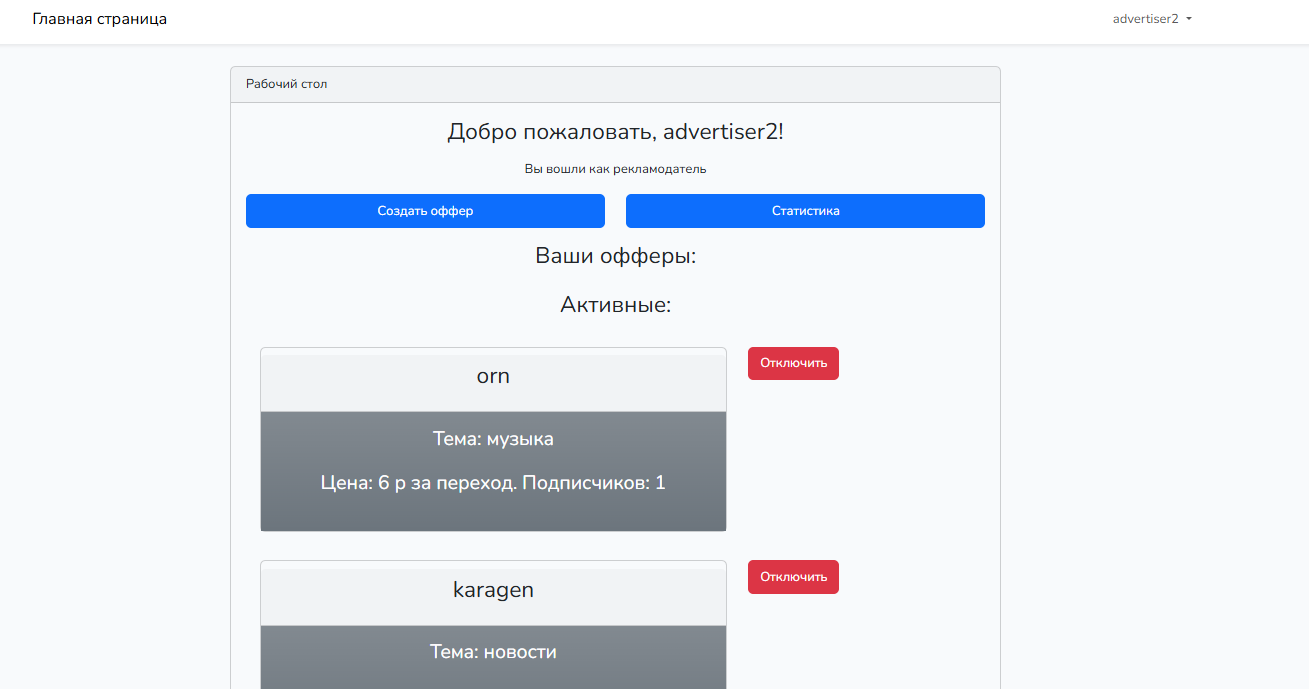 Главная страница
advertiser2
Рабочий стол
Добро пожаловать, advertiser2!
Вы вошли как рекламодатель
Создать оффер
Статистика
Ваши офферы:
Активные:
orn
Отключить
Тема: музыка
Цена: 6 р за переход. Подписчиков: 1
karagen
Отключить
Тема: новости